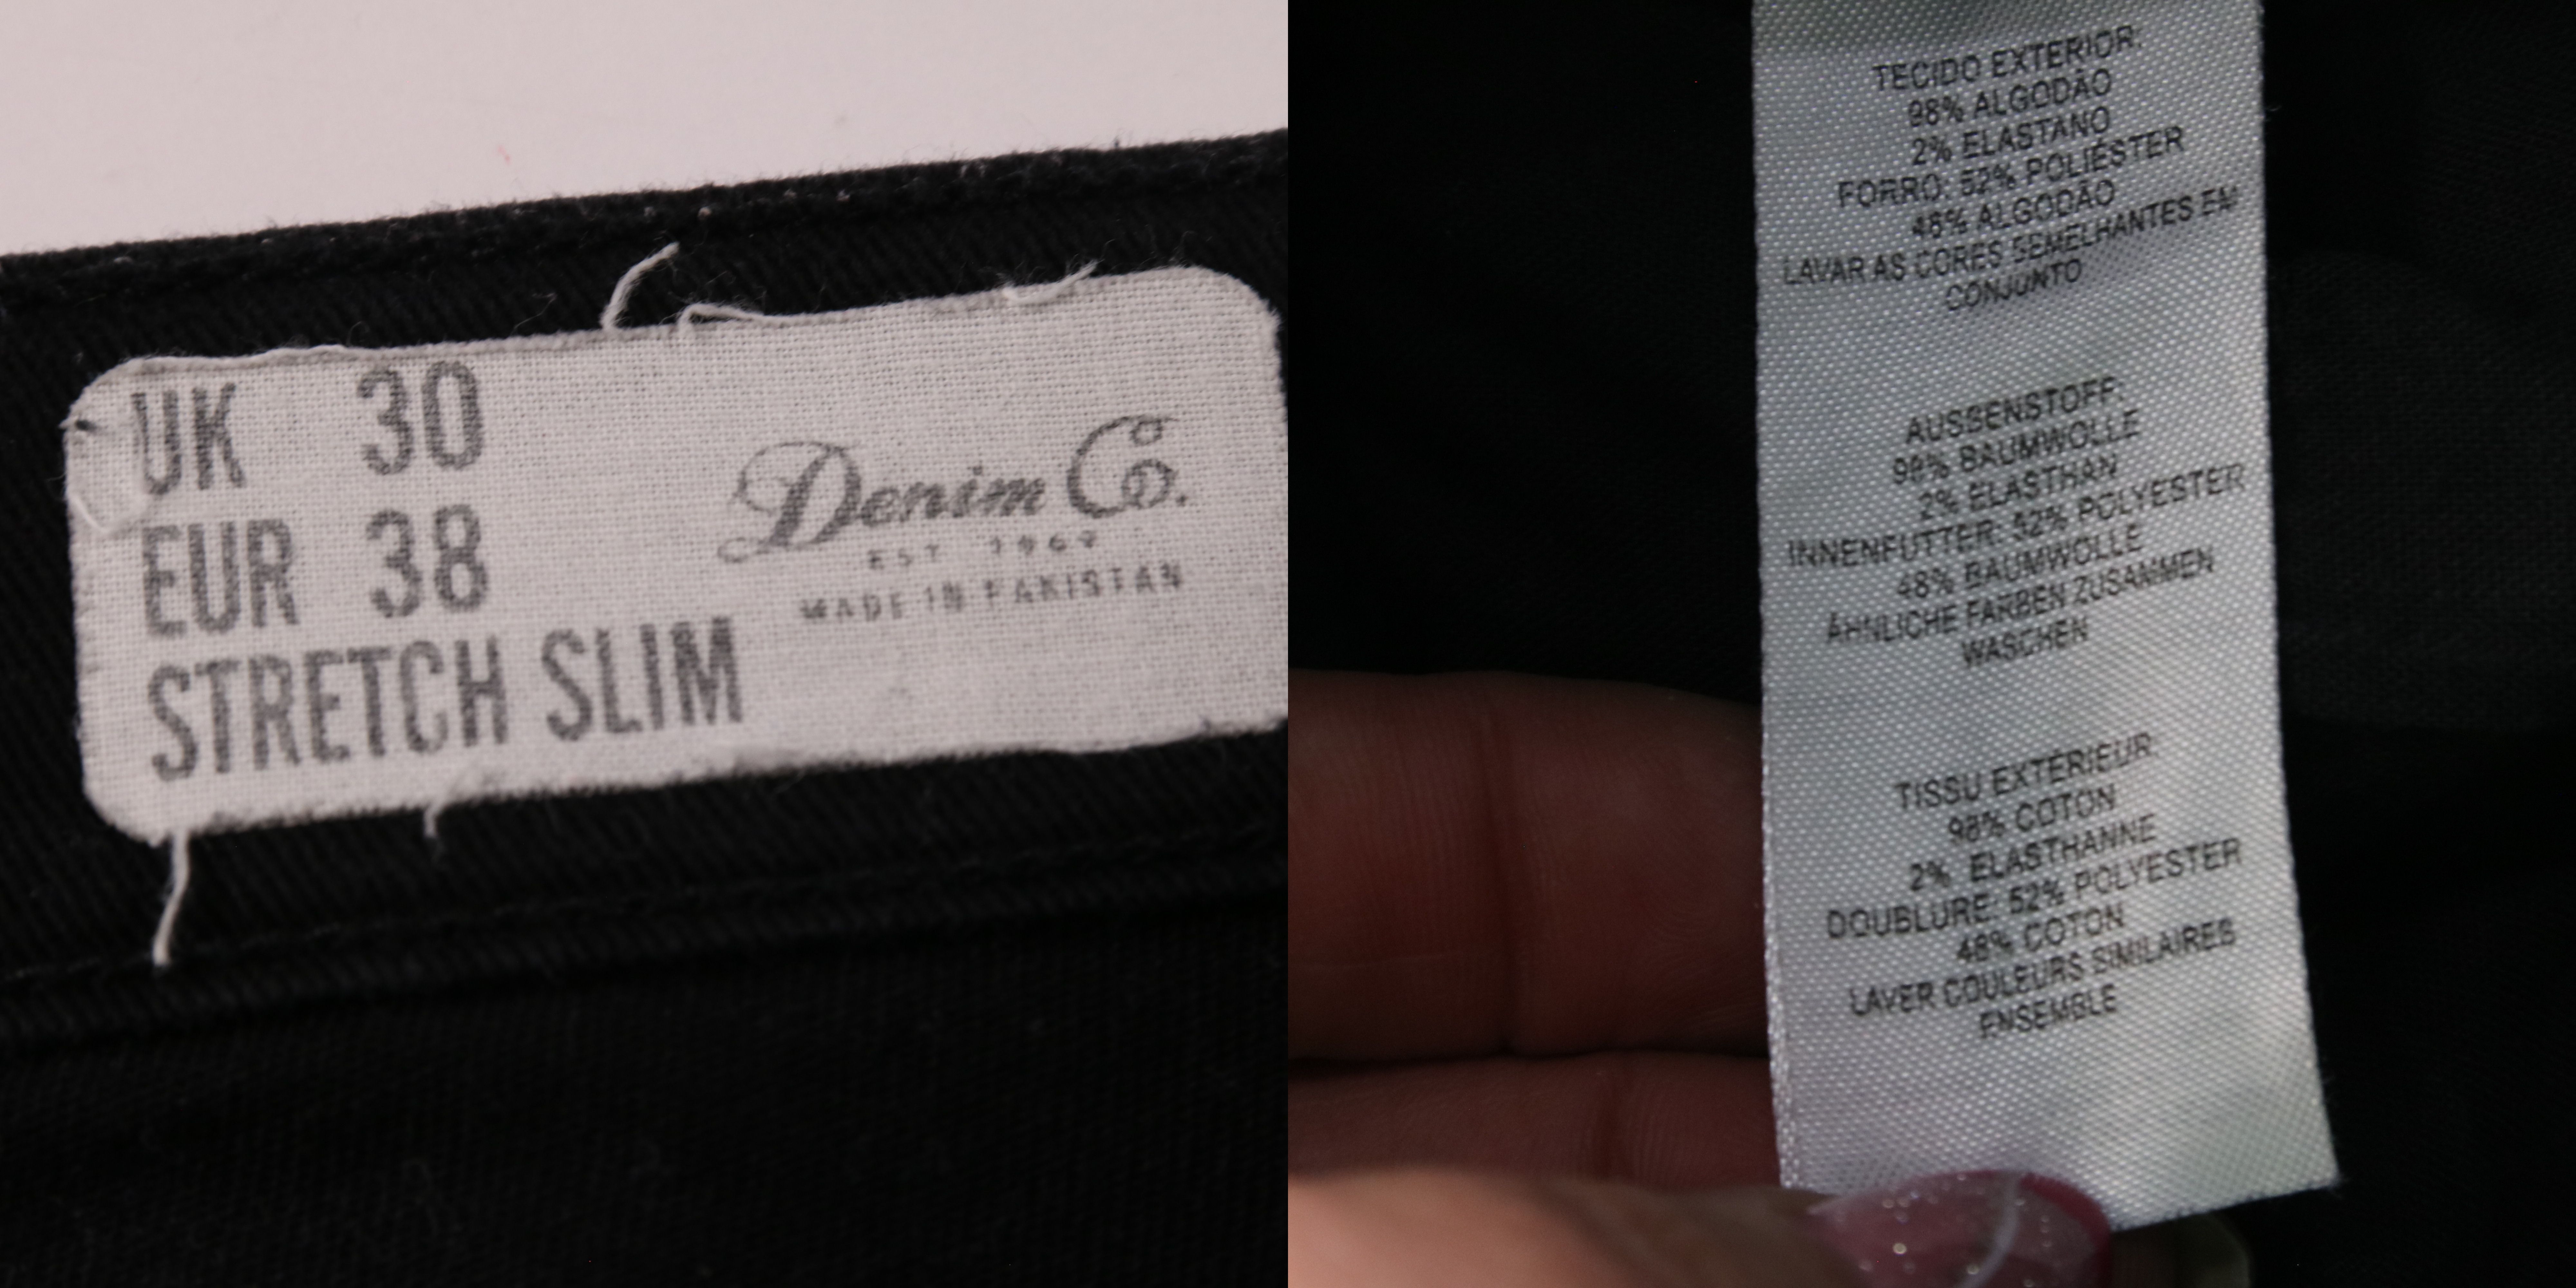 UK 30
EUR 38
STRETCH SLIM
Denim Co.
EST 1969
MADE IN PAKISTAN
TECIDO EXTERIOR:
98% ALGODÃO
2% ELASTANO
FORRO: 52% POLIÉSTER
48% ALGODÃO
LAVAR AS CORES SEMELHANTES EM
CONJUNTO
AUSSENSTOFF:
98% BAUMWOLLE
2% ELASTHAN
INNENFUTTER: 52% POLYESTER
48% BAUMWOLLE
ÄHNLICHE FARBEN ZUSAMMEN
WASCHEN
TISSU EXTÉRIEUR:
98% COTON
2% ELASTHANNE
DOUBLURE: 52% POLYESTER
48% COTON
LAVER COULEURS SIMILAIRES
ENSEMBLE